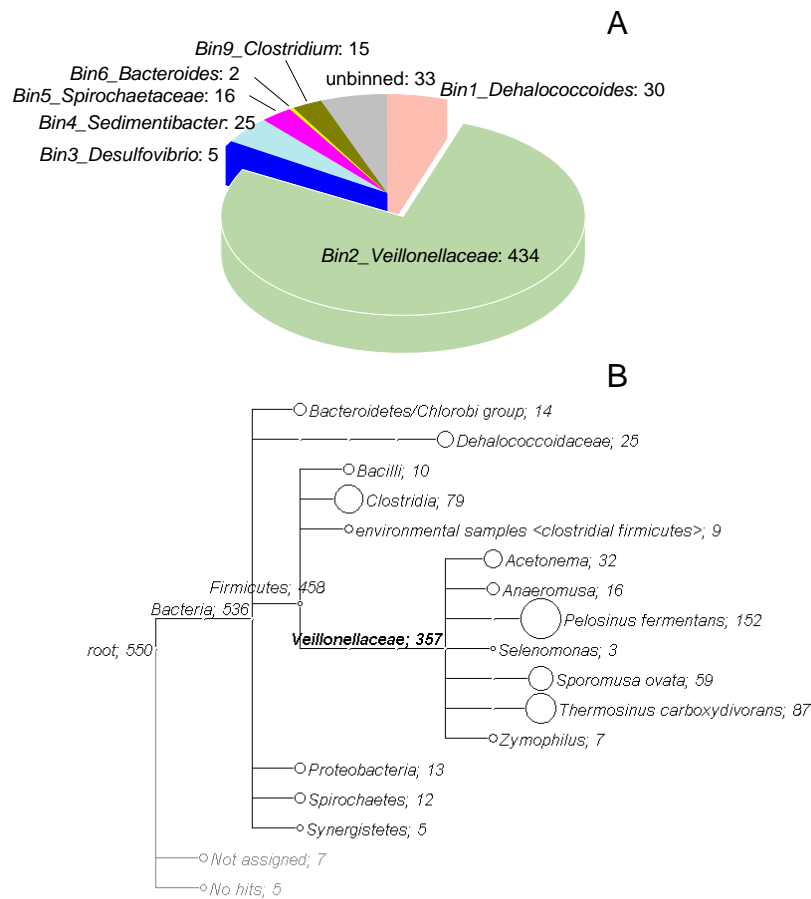 A
Bin9_Clostridium: 15
Bin6_Bacteroides: 2
unbinned: 33
Bin1_Dehalococcoides: 30
Bin5_Spirochaetaceae: 16
Bin4_Sedimentibacter: 25
Bin3_Desulfovibrio: 5
Bin2_Veillonellaceae: 434
B
Bacteroidetes/Chlorobi group; 14
Dehalococcoidaceae; 25
Bacilli; 10
Clostridia; 79
environmental samples <clostridial firmicutes>; 9
Acetonema; 32
Firmicutes; 458
Anaeromusa; 16
Bacteria; 536
Pelosinus fermentans; 152
Veillonellaceae; 357
root; 550
Selenomonas; 3
Sporomusa ovata; 59
Thermosinus carboxydivorans; 87
Zymophilus; 7
Proteobacteria; 13
Spirochaetes; 12
Synergistetes; 5
Not assigned; 7
No hits; 5